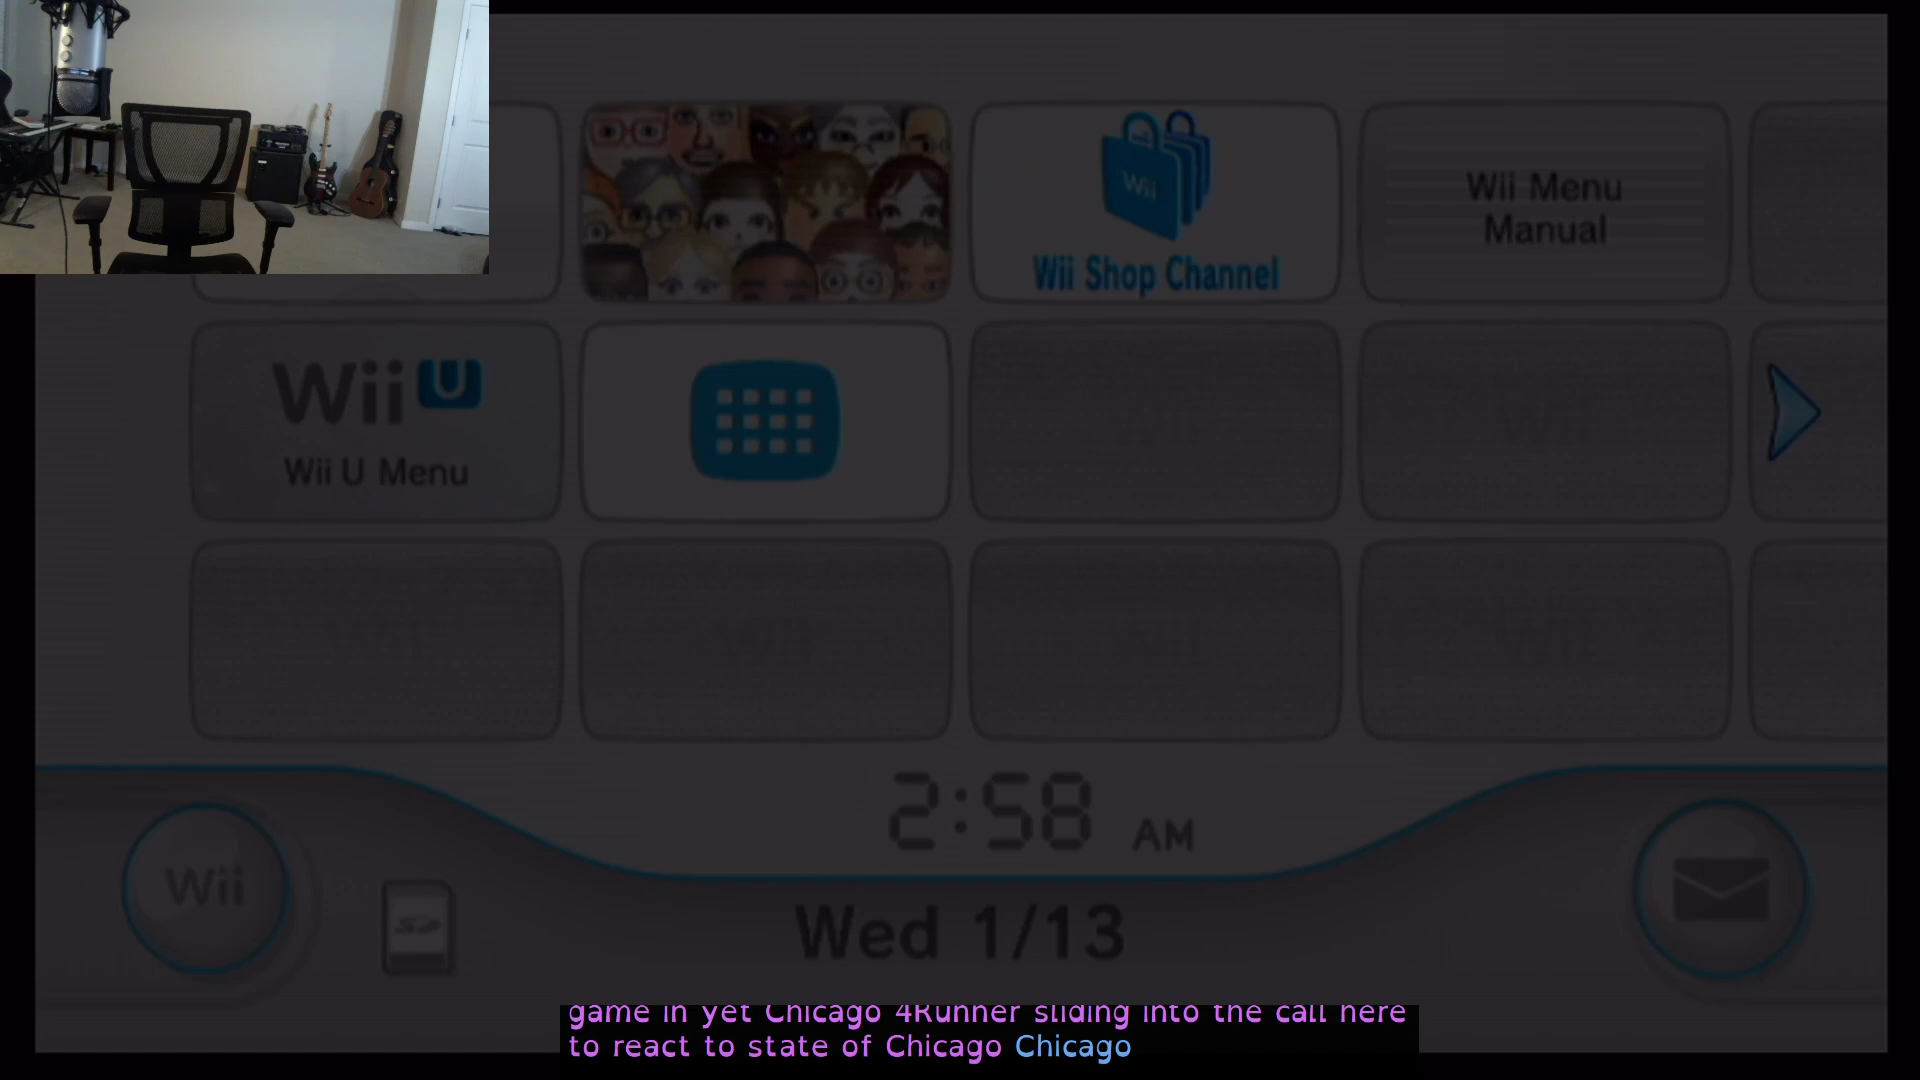 Wii
Wii Shop Channel
Wii Menu
Manual
Wii U
Wii U Menu
2:58 AM
Wii
Wed 1/13
game in yet Chicago 4Runner sliding into the call here
to react to state of Chicago Chicago